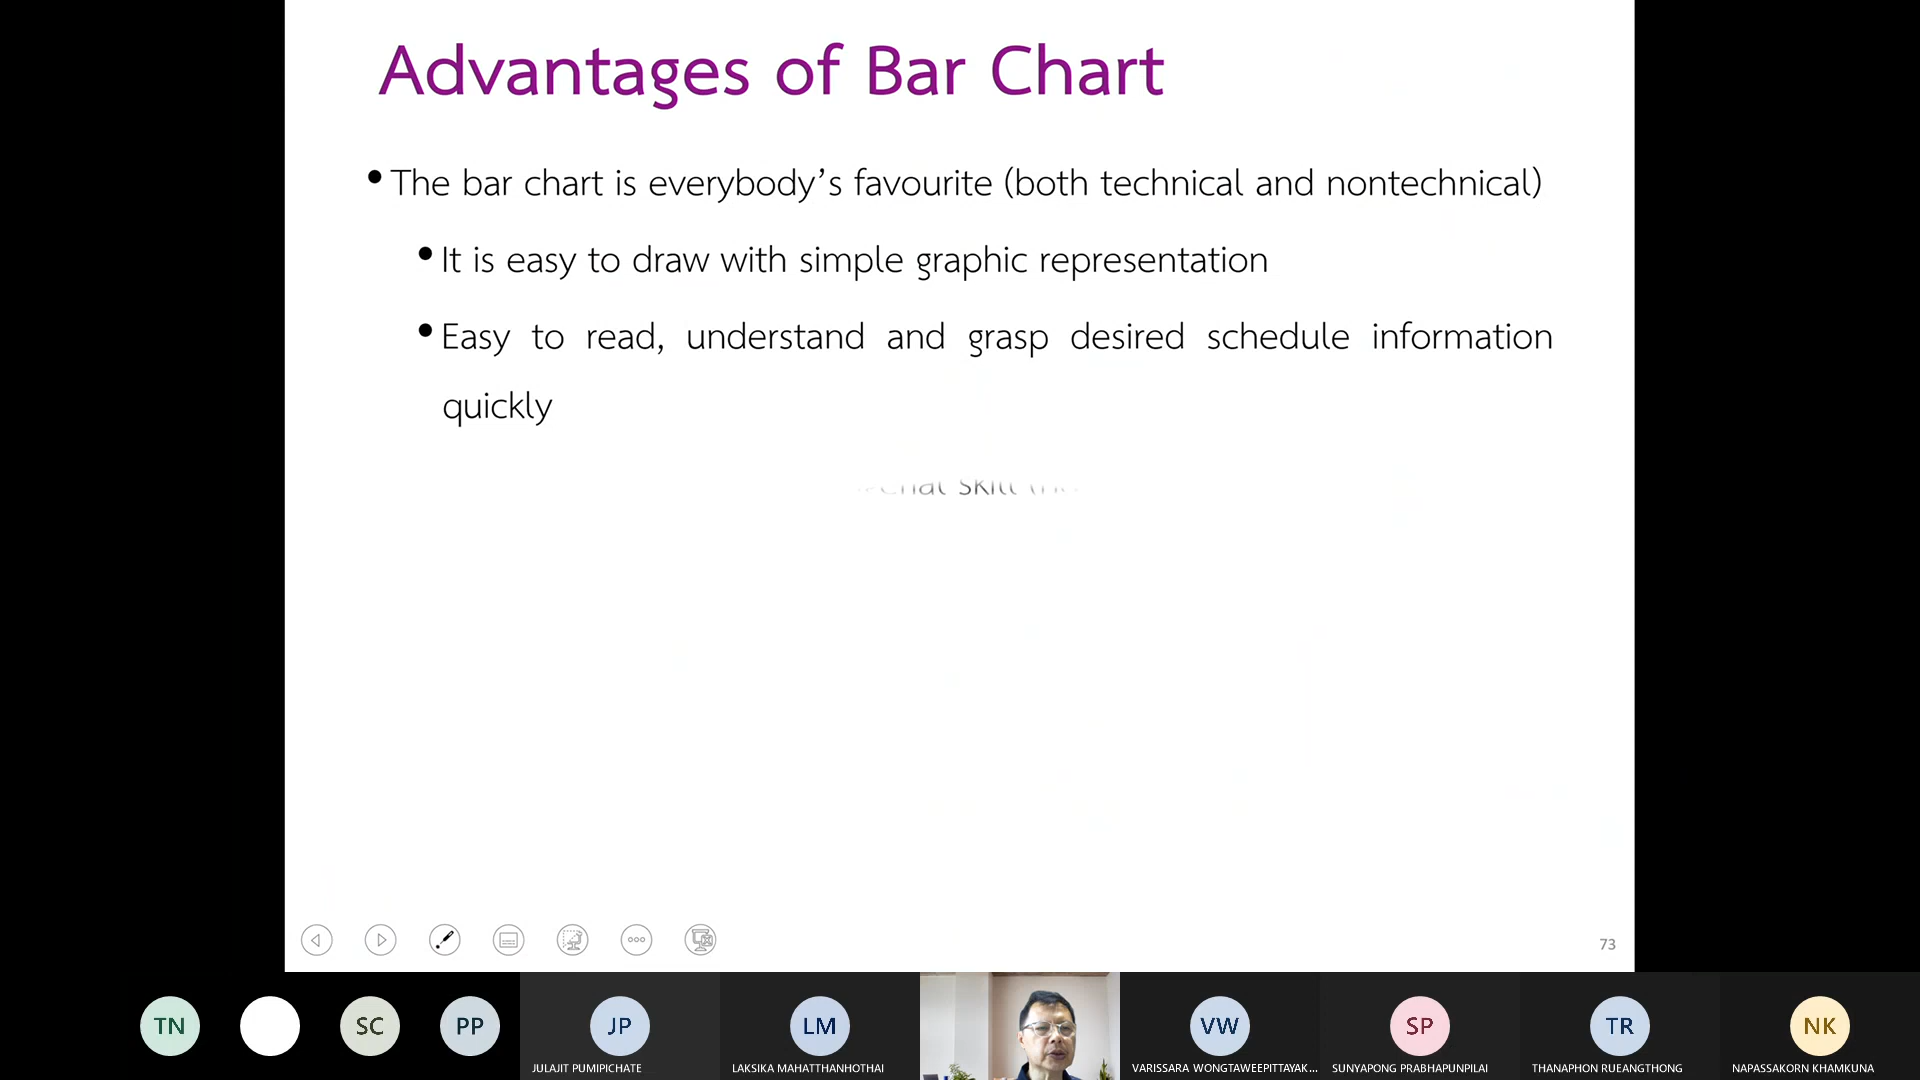 Advantages of Bar Chart
• The bar chart is everybody’s favourite (both technical and nontechnical)
• It is easy to draw with simple graphic representation
• Easy to read, understand and grasp desired schedule information
quickly
skill
73
TN
SC
PP
JP
LM
VW
SP
TR
NK
JULAJIT PUMIPICHATE
LAKSIKA MAHATTHANHOTHAI
VARISSARA WONGTAWEEPITTAYAK...
SUNYAPONG PRABHAPUNPILAI
THANAPHON RUEANGTHONG
NAPASSAKORN KHAMKUNA